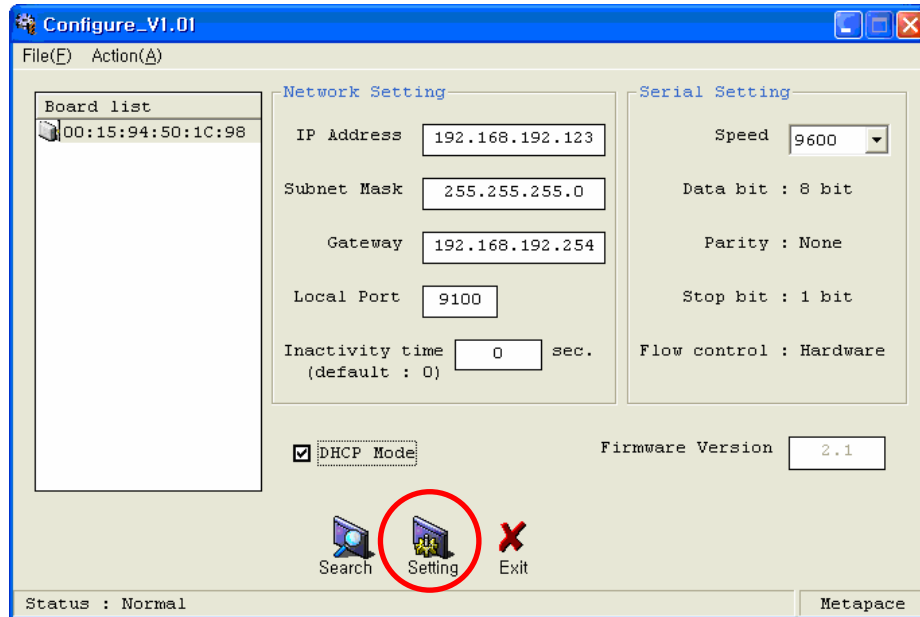 Configure_V1.01
File(F) Action(A)
Board list
00:15:94:50:1C:98
Network Setting
IP Address 192.168.192.123
Subnet Mask 255.255.255.0
Gateway 192.168.192.254
Local Port 9100
Inactivity time 0 sec.
(default : 0)
Serial Setting
Speed 9600
Data bit : 8 bit
Parity : None
Stop bit : 1 bit
Flow control : Hardware
DHCP Mode
Firmware Version 2.1
Search Setting Exit
Status : Normal Metapace